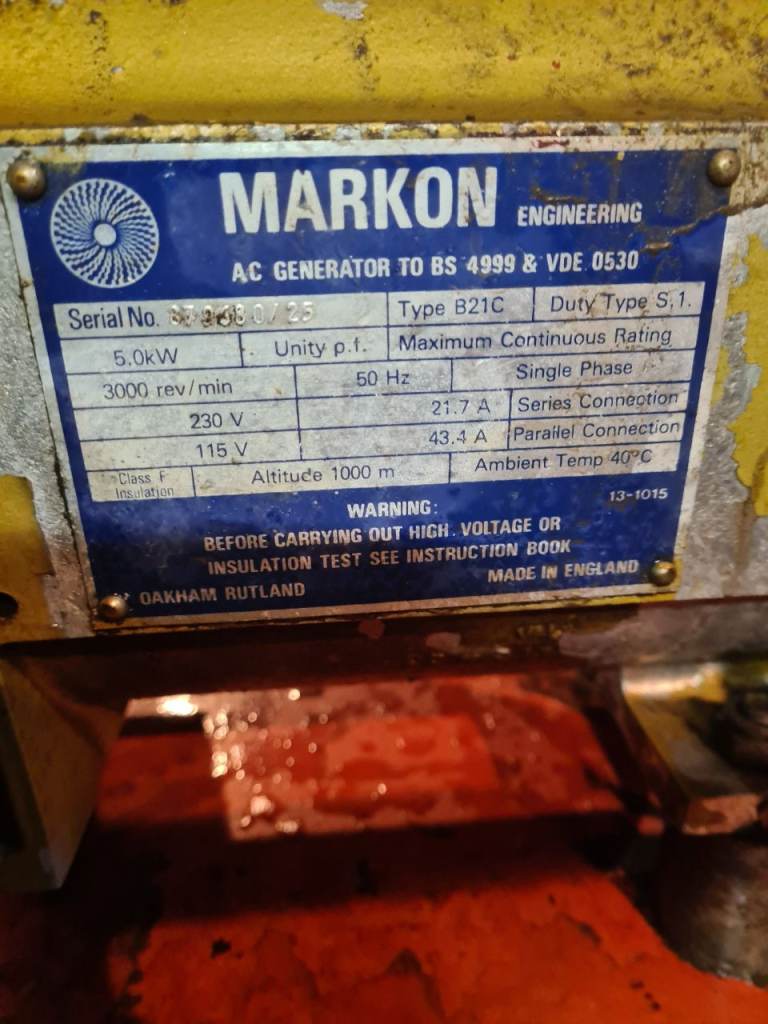 MARKON ENGINEERING
AC GENERATOR TO BS 4999 & VDE 0530
Serial No. Type B21C Duty Type S,1.
5.0kW Unity p.f. Maximum Continuous Rating
3000 rev/min 50 Hz Single Phase
230 V 21.7 A Series Connection
115 V 43.4 A Parallel Connection
Class F Insulation Altitude 1000 m Ambient Temp 40°C
13-1015
WARNING:
BEFORE CARRYING OUT HIGH VOLTAGE OR
INSULATION TEST SEE INSTRUCTION BOOK
OAKHAM RUTLAND MADE IN ENGLAND